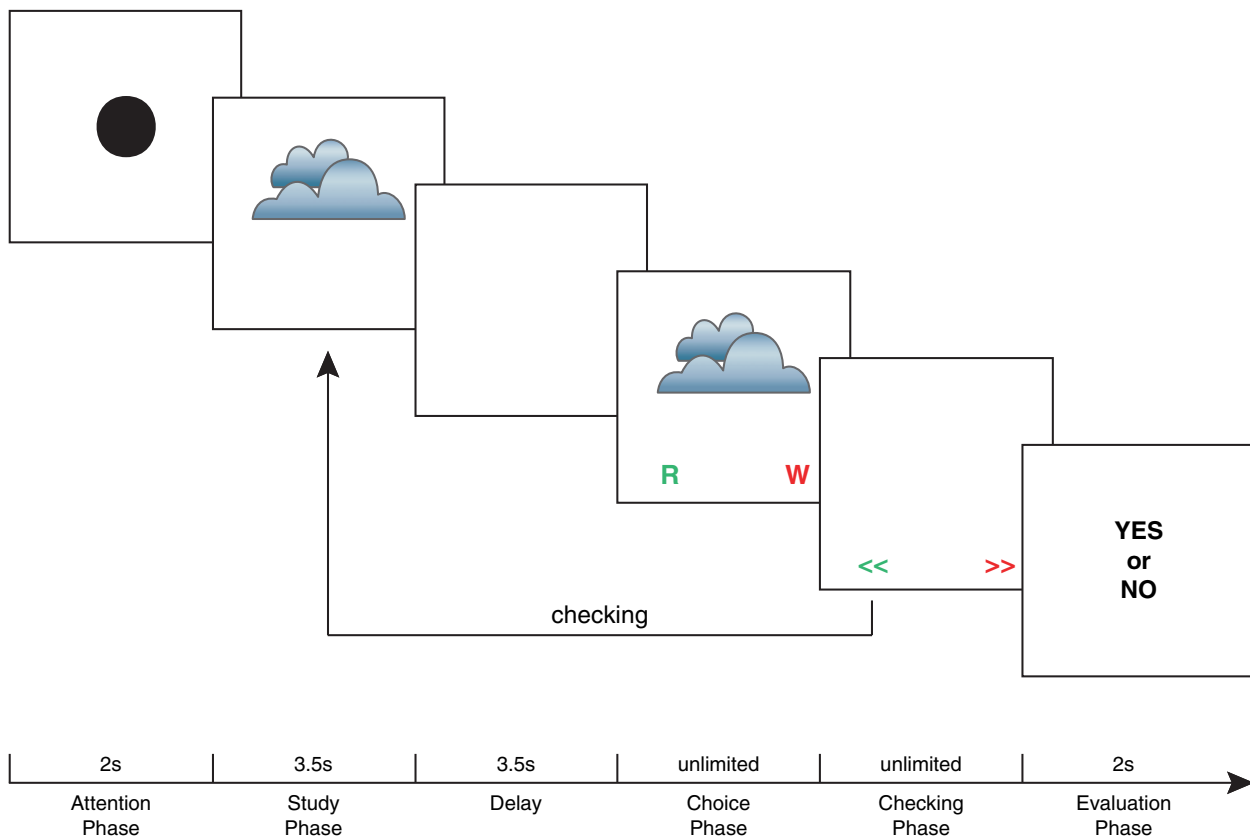 R W
<< >>
YES
or
NO
checking
2s 3.5s 3.5s unlimited unlimited 2s
Attention Study Delay Choice Checking Evaluation
Phase Phase Phase Phase Phase